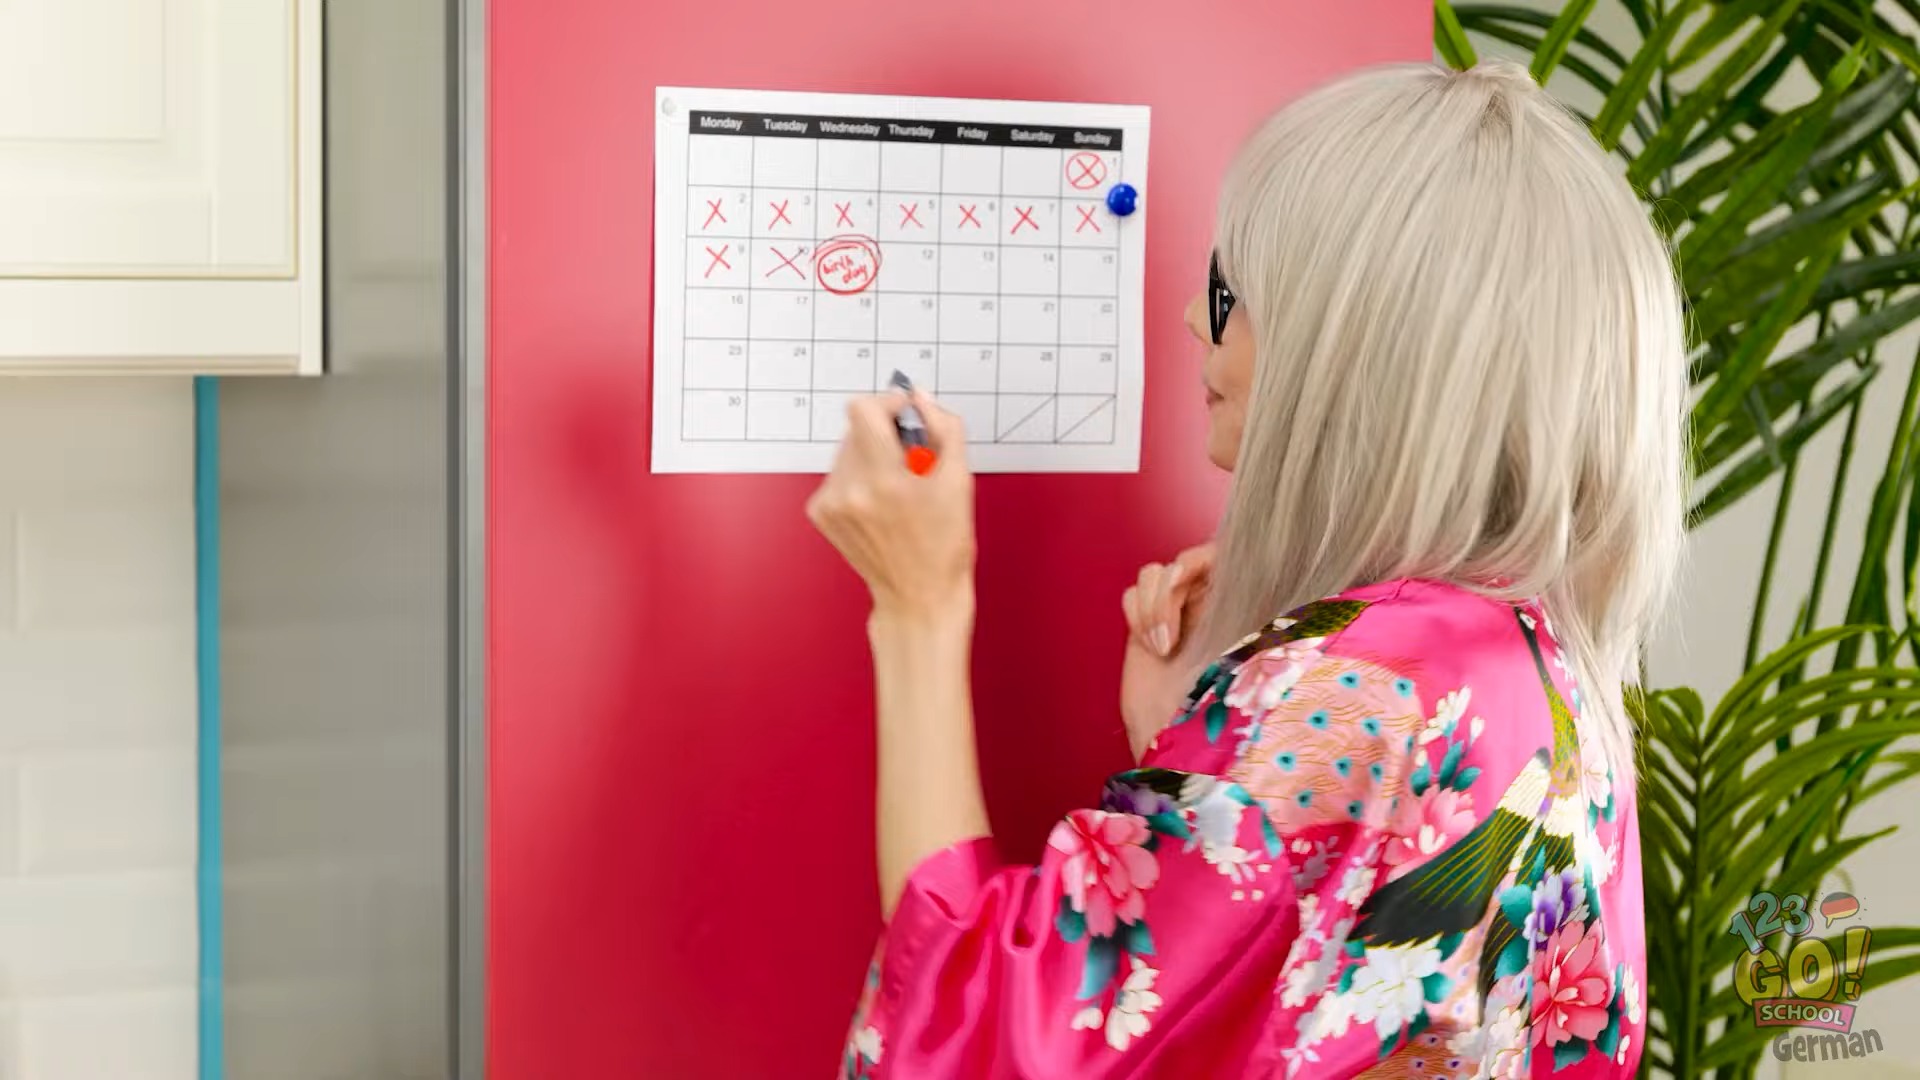 Monday Tuesday Wednesday Thursday Friday Saturday Sunday
1
2 3 4 5 6 7
9 10 12 13 14 15
birth
day
16 17 18 19 20 21 22
23 24 25 26 27 28 29
30 31
123
GO!
SCHOOL
German